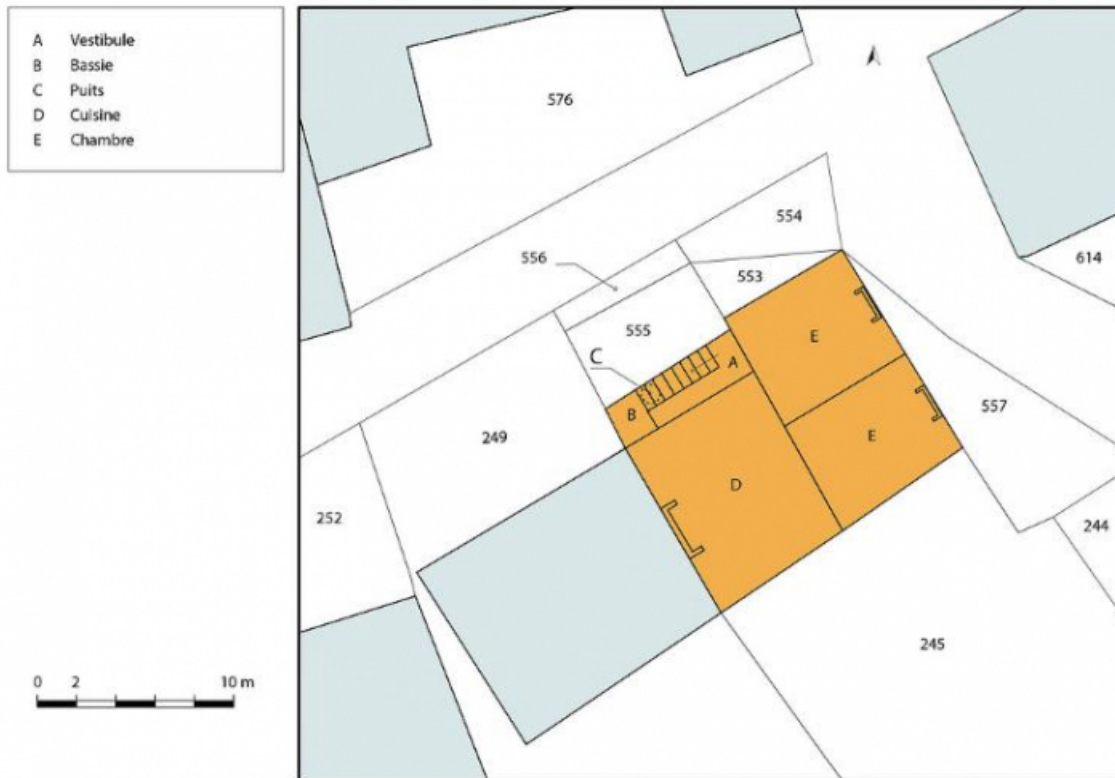 A Vestibule
B Bassie
C Puits
D Cuisine
E Chambre
0 2 10 m
576
554
556
553
614
555
E
C
A
557
B
249
E
D
252
244
245